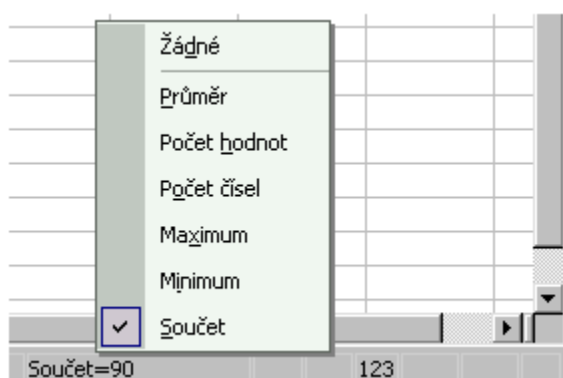 Žádné
Průměr
Počet hodnot
Počet čísel
Maximum
Minimum
Součet
Součet=90 123